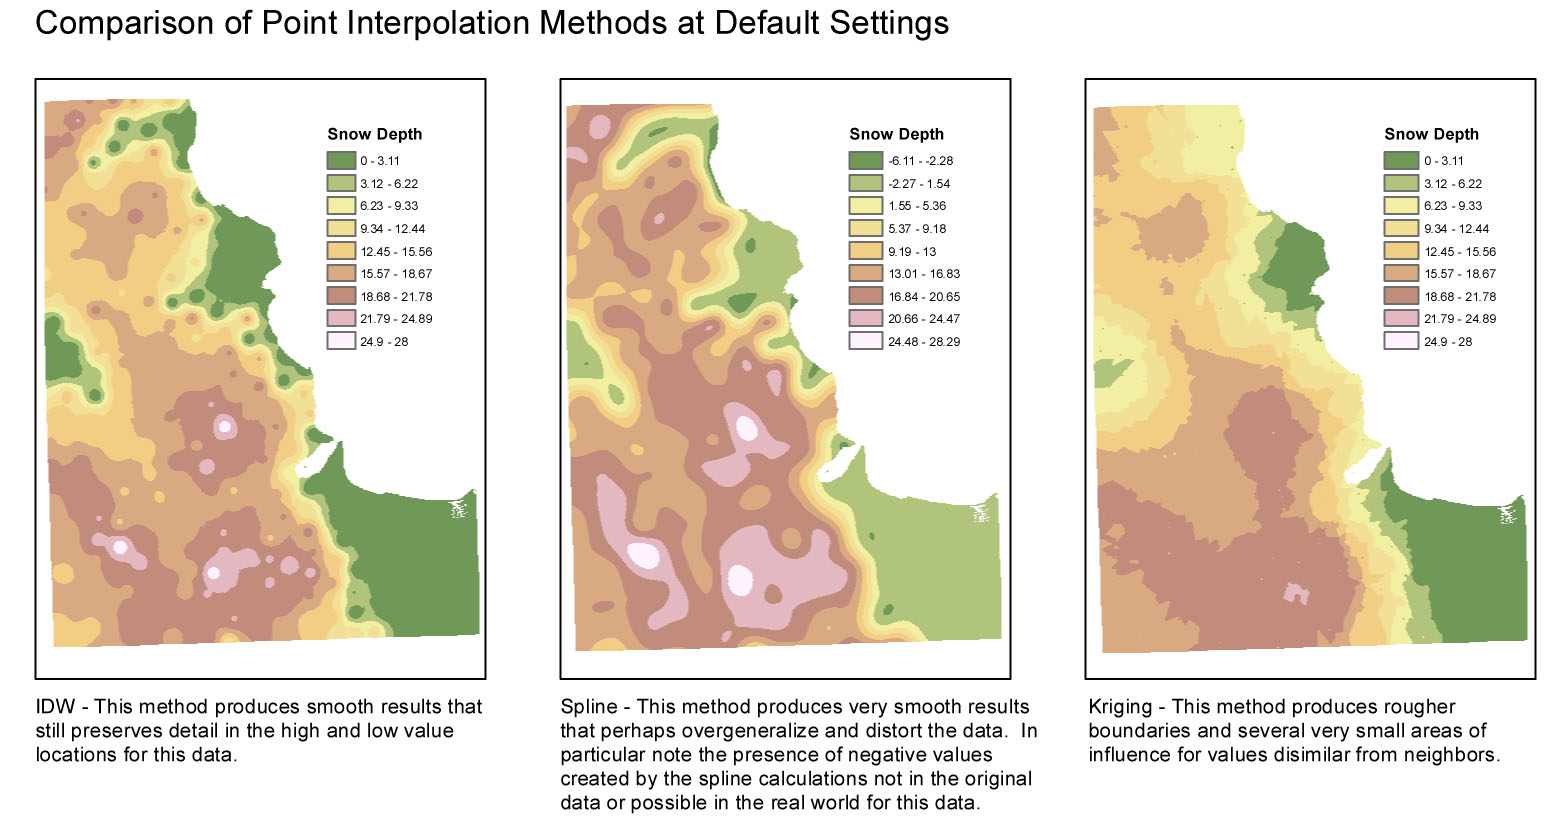 Comparison of Point Interpolation Methods at Default Settings
Snow Depth
0 - 3.11
3.12 - 6.22
6.23 - 9.33
9.34 - 12.44
12.45 - 15.56
15.57 - 18.67
18.68 - 21.78
21.79 - 24.89
24.9 - 28
IDW - This method produces smooth results that
still preserves detail in the high and low value
locations for this data.
Snow Depth
-6.11 - -2.28
-2.27 - 1.54
1.55 - 5.36
5.37 - 9.18
9.19 - 13
13.01 - 16.83
16.84 - 20.65
20.66 - 24.47
24.48 - 28.29
Spline - This method produces very smooth results
that perhaps overgeneralize and distort the data.  In
particular note the presence of negative values
created by the spline calculations not in the original
data or possible in the real world for this data.
Snow Depth
0 - 3.11
3.12 - 6.22
6.23 - 9.33
9.34 - 12.44
12.45 - 15.56
15.57 - 18.67
18.68 - 21.78
21.79 - 24.89
24.9 - 28
Kriging - This method produces rougher
boundaries and several very small areas of
influence for values disimilar from neighbors.